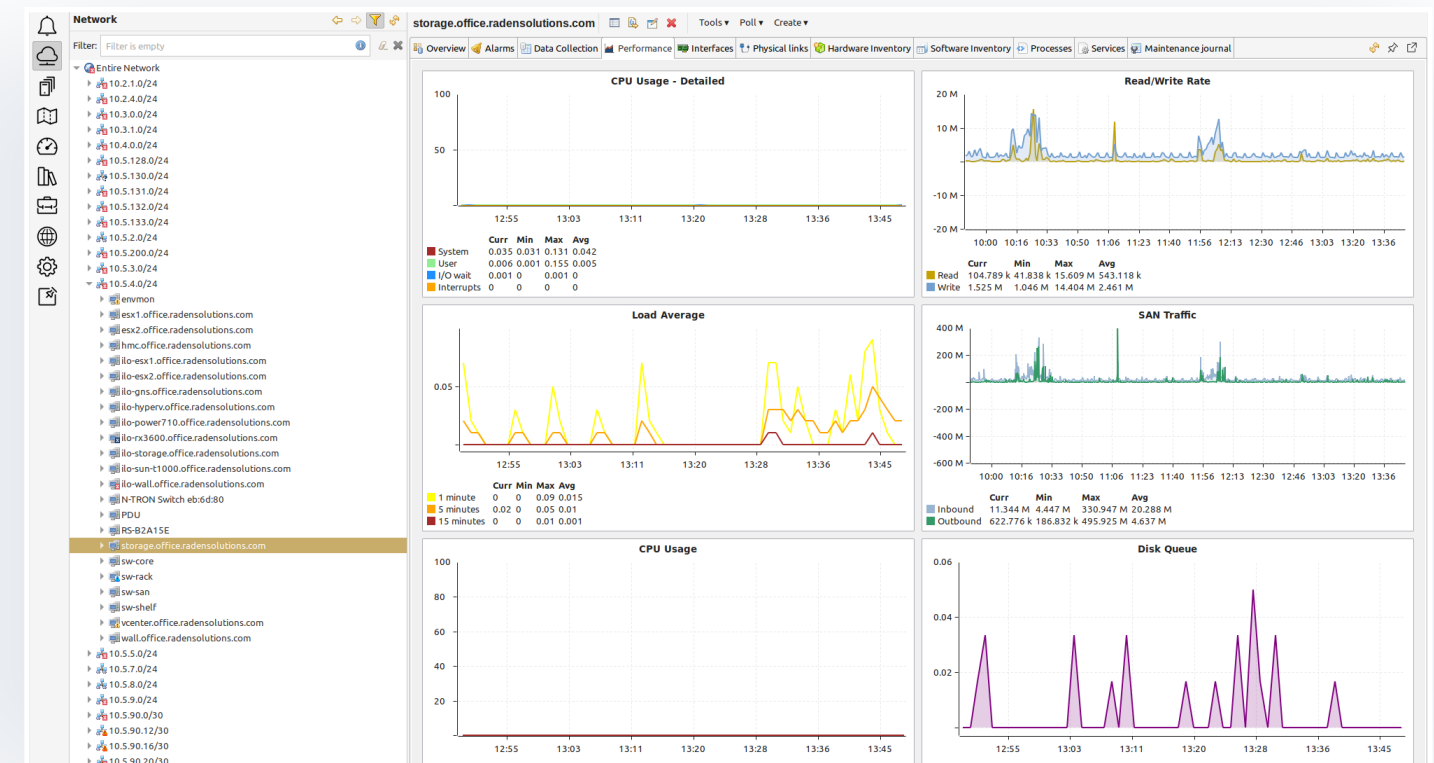 Network
Filter: Filter is empty
Entire Network
10.2.1.0/24
10.2.4.0/24
10.3.0.0/24
10.3.1.0/24
10.4.0.0/24
10.5.128.0/24
10.5.130.0/24
10.5.131.0/24
10.5.132.0/24
10.5.133.0/24
10.5.2.0/24
10.5.200.0/24
10.5.3.0/24
10.5.4.0/24
envmon
esx1.office.radensolutions.com
esx2.office.radensolutions.com
hmc.office.radensolutions.com
ilo-esx1.office.radensolutions.com
ilo-esx2.office.radensolutions.com
ilo-gns.office.radensolutions.com
ilo-hyperv.office.radensolutions.com
ilo-power710.office.radensolutions.com
ilo-rx3600.office.radensolutions.com
ilo-storage.office.radensolutions.com
ilo-sun-t1000.office.radensolutions.com
ilo-wall.office.radensolutions.com
N-TRON Switch eb:6d:80
PDU
RS-B2A15E
storage.office.radensolutions.com
sw-core
sw-rack
sw-san
sw-shelf
vcenter.office.radensolutions.com
wall.office.radensolutions.com
10.5.5.0/24
10.5.7.0/24
10.5.8.0/24
10.5.9.0/24
10.5.90.0/30
10.5.90.12/30
10.5.90.16/30
10.5.90.20/30
storage.office.radensolutions.com Tools Poll Create
Overview Alarms Data Collection Performance Interfaces Physical links Hardware Inventory Software Inventory Processes Services Maintenance journal
CPU Usage - Detailed
100
50
12:55 13:03 13:11 13:20 13:28 13:36 13:45
Curr Min Max Avg
System 0.035 0.031 0.131 0.042
User 0.006 0.001 0.155 0.005
I/O wait 0.001 0 0.001 0
Interrupts 0 0 0 0
Read/Write Rate
20 M
10 M
-10 M
-20 M
10:00 10:16 10:33 10:50 11:06 11:23 11:40 11:56 12:13 12:30 12:46 13:03 13:20 13:36
Curr Min Max Avg
Read 104.789 k 41.838 k 15.609 M 543.118 k
Write 1.525 M 1.046 M 14.404 M 2.461 M
Load Average
0.05
12:55 13:03 13:11 13:20 13:28 13:36 13:45
Curr Min Max Avg
1 minute 0 0 0.09 0.015
5 minutes 0.02 0 0.05 0.01
15 minutes 0 0 0.01 0.001
SAN Traffic
400 M
200 M
-200 M
-400 M
-600 M
10:00 10:16 10:33 10:50 11:06 11:23 11:40 11:56 12:13 12:30 12:46 13:03 13:20 13:36
Curr Min Max Avg
Inbound 11.344 M 4.447 M 330.947 M 20.288 M
Outbound 622.776 k 186.832 k 495.925 M 4.637 M
CPU Usage
100
80
60
40
20
12:55 13:03 13:11 13:20 13:28 13:36 13:45
Disk Queue
0.06
0.04
0.02
12:55 13:03 13:11 13:20 13:28 13:36 13:45